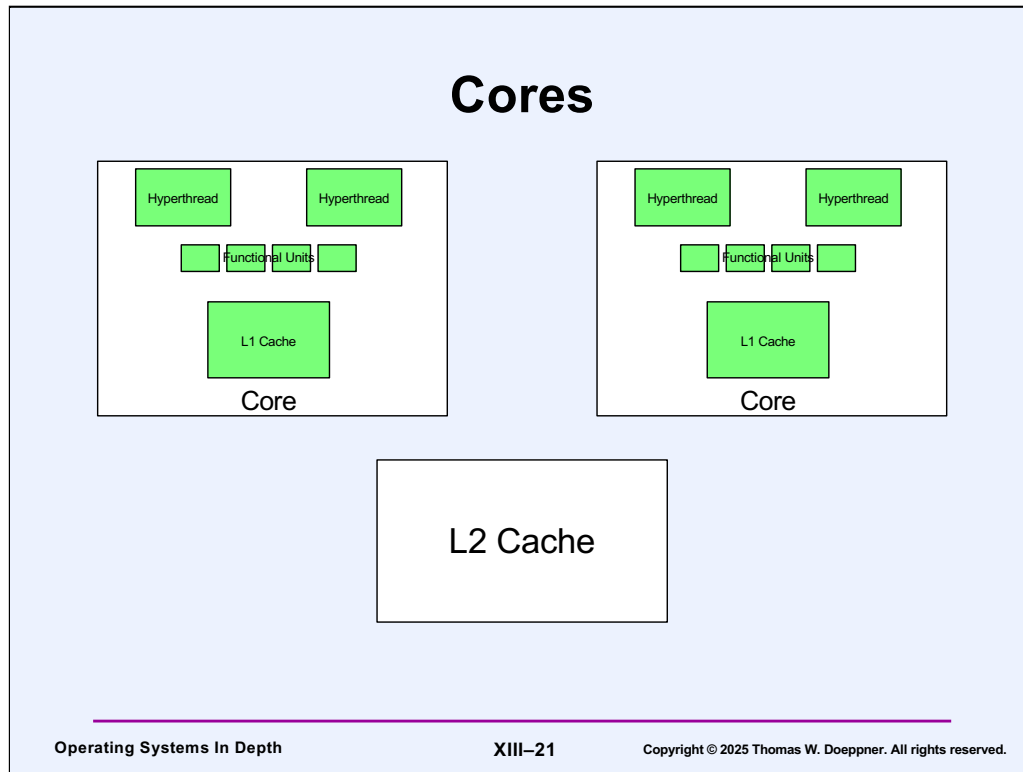 Cores
Hyperthread
Hyperthread
Functional Units
L1 Cache
Core
Hyperthread
Hyperthread
Functional Units
L1 Cache
Core
L2 Cache
Operating Systems In Depth
XIII–21
Copyright © 2025 Thomas W. Doeppner. All rights reserved.